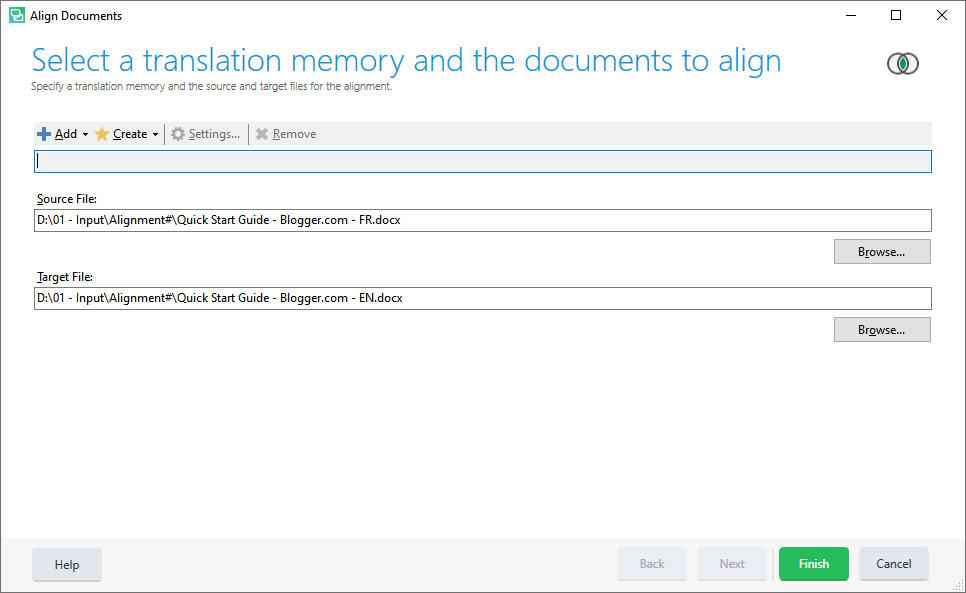 Align Documents
Select a translation memory and the documents to align
Specify a translation memory and the source and target files for the alignment.
Add Create Settings... Remove
Source File:
D:\01 - Input\Alignment#\Quick Start Guide - Blogger.com - FR.docx
Browse...
Target File:
D:\01 - Input\Alignment#\Quick Start Guide - Blogger.com - EN.docx
Browse...
Help Back Next Finish Cancel